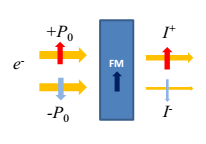 +P₀ I⁺
e⁻ FM
-P₀ I⁻